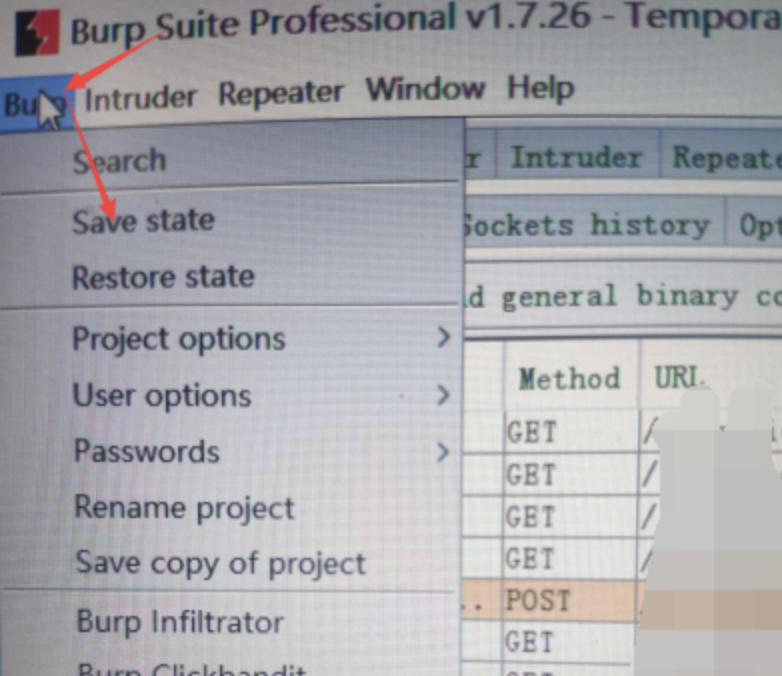 Burp Suite Professional v1.7.26 - Tempora
Burp Intruder Repeater Window Help
Search
r Intruder Repeate
Save state
Sockets history Opt
Restore state
d general binary co
Project options
Method URL
User options
GET /
Passwords
GET /
Rename project
GET /
Save copy of project
GET /
.. POST
Burp Infiltrator
GET
Burp Clickbandit